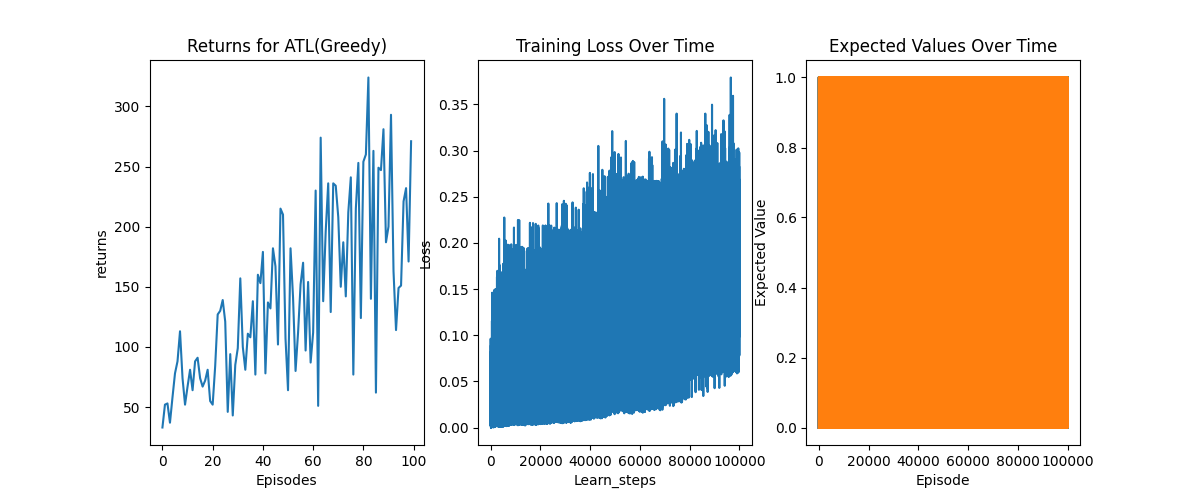 Returns for ATL(Greedy)
300
250
200
150
100
50
returns
0 20 40 60 80 100
Episodes
Training Loss Over Time
0.35
0.30
0.25
0.20
0.15
0.10
0.05
0.00
Loss
0 20000 40000 60000 80000 100000
Learn_steps
Expected Values Over Time
1.0
0.8
0.6
0.4
0.2
0.0
Expected Value
0 20000 40000 60000 80000 100000
Episode